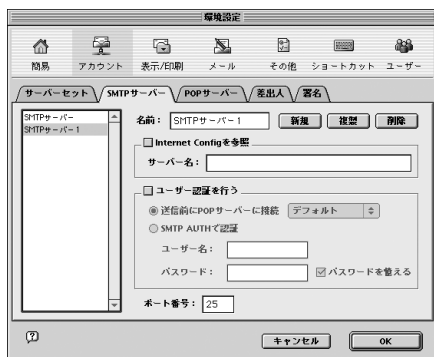 環境設定
簡易 アカウント 表示/印刷 メール その他 ショートカット ユーザー
サーバーセット SMTPサーバー POPサーバー 差出人 署名
SMTPサーバー
SMTPサーバー1
名前： SMTPサーバー1 新規 複製 削除
Internet Configを参照
サーバー名：
ユーザー認証を行う
送信前にPOPサーバーに接続 デフォルト
SMTP AUTHで認証
ユーザー名：
パスワード： パスワードを覚える
ポート番号： 25
? キャンセル OK